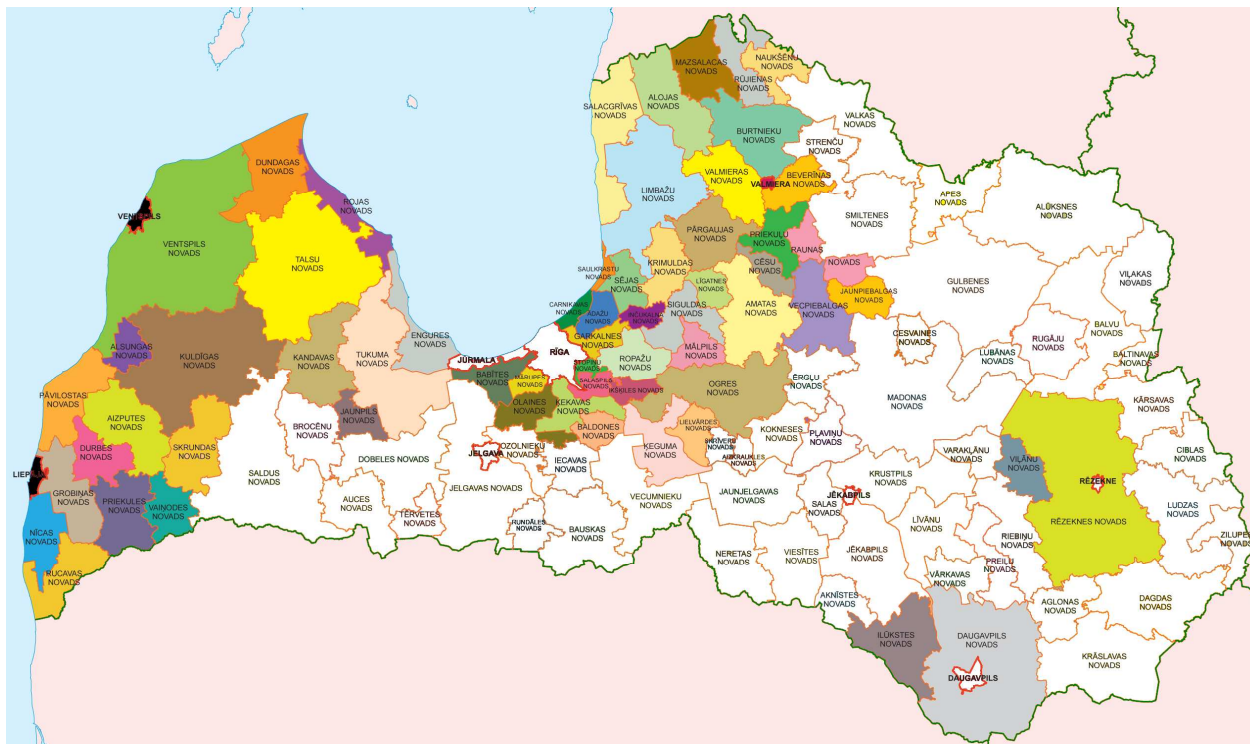 MAZSALACAS
NOVADS
NAUKŠĒNU
NOVADS
RŪJIENAS
NOVADS
ALOJAS
NOVADS
SALACGRĪVAS
NOVADS
VALKAS
NOVADS
BURTNIEKU
NOVADS
STRENČU
NOVADS
DUNDAGAS
NOVADS
VALMIERAS
NOVADS
VALMIERA
BEVERĪNAS
NOVADS
LIMBAŽU
NOVADS
APES
NOVADS
ALŪKSNES
NOVADS
ROJAS
NOVADS
SMILTENES
NOVADS
VENTSPILS
NOVADS
PĀRGAUJAS
NOVADS
PRIEKUĻU
NOVADS
RAUNAS
NOVADS
TALSU
NOVADS
CĒSU
NOVADS
KRIMULDAS
NOVADS
SAULKRASTU
NOVADS
SĒJAS
NOVADS
LĪGATNES
NOVADS
VIĻAKAS
NOVADS
GULBENES
NOVADS
JAUNPIEBALGAS
NOVADS
CARNIKAVAS
NOVADS
ĀDAŽU
NOVADS
INČUKALNA
NOVADS
SIGULDAS
NOVADS
AMATAS
NOVADS
VECPIEBALGAS
NOVADS
ENGURES
NOVADS
GARKALNES
NOVADS
CESVAINES
NOVADS
RUGĀJU
NOVADS
BALVU
NOVADS
ALSUNGAS
NOVADS
KULDĪGAS
NOVADS
KANDAVAS
NOVADS
TUKUMA
NOVADS
JŪRMALA
RĪGA
ROPAŽU
NOVADS
MĀLPILS
NOVADS
LUBĀNAS
NOVADS
BALTINAVAS
NOVADS
STOPIŅU
NOVADS
BABĪTES
NOVADS
MĀRUPES
NOVADS
SALASPILS
NOVADS
IKŠĶILES NOVADS
OGRES
NOVADS
ĒRGĻU
NOVADS
MADONAS
NOVADS
PĀVILOSTAS
NOVADS
AIZPUTES
NOVADS
OLAINES
NOVADS
ĶEKAVAS
NOVADS
KĀRSAVAS
NOVADS
JAUNPILS
NOVADS
BROCĒNU
NOVADS
BALDONES
NOVADS
LIELVĀRDES
NOVADS
KOKNESES
NOVADS
PĻAVIŅU
NOVADS
DURBES
NOVADS
SKRUNDAS
NOVADS
SKRĪVERU
NOVADS
ĶEGUMA
NOVADS
AIZKRAUKLES
NOVADS
VARAKĻĀNU
NOVADS
VIĻĀNU
NOVADS
CIBLAS
NOVADS
JELGAVA
OZOLNIEKU
NOVADS
IECAVAS
NOVADS
DOBELES NOVADS
SALDUS
NOVADS
KRUSTPILS
NOVADS
RĒZEKNE
JELGAVAS NOVADS
JAUNJELGAVAS
NOVADS
JĒKABPILS
SALAS
NOVADS
GROBIŅAS
NOVADS
PRIEKULES
NOVADS
VAIŅODES
NOVADS
AUCES
NOVADS
TĒRVETES
NOVADS
VECUMNIEKU
NOVADS
LUDZAS
NOVADS
RUNDĀLES
NOVADS
BAUSKAS
NOVADS
LĪVĀNU
NOVADS
RĒZEKNES NOVADS
NĪCAS
NOVADS
RIEBIŅU
NOVADS
ZILUPES
NOVADS
NERETAS
NOVADS
VIESĪTES
NOVADS
JĒKABPILS
NOVADS
PREIĻU
NOVADS
RUCAVAS
NOVADS
VĀRKAVAS
NOVADS
AKNĪSTES
NOVADS
AGLONAS
NOVADS
DAGDAS
NOVADS
ILŪKSTES
NOVADS
DAUGAVPILS
NOVADS
KRĀSLAVAS
NOVADS
DAUGAVPILS